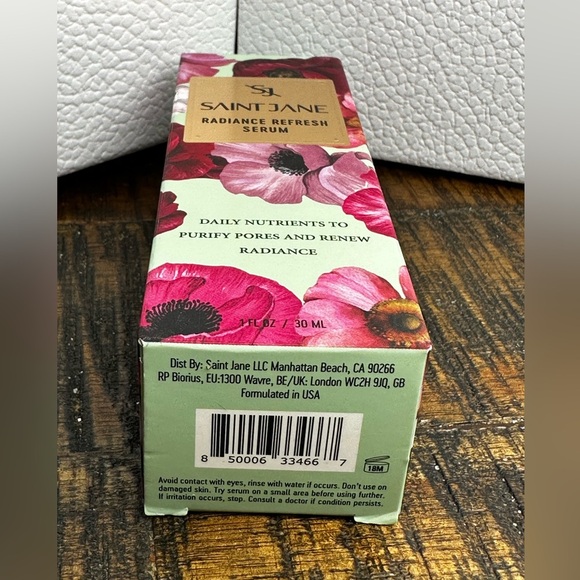 SJ
SAINT JANE
RADIANCE REFRESH
SERUM
DAILY NUTRIENTS TO
PURIFY PORES AND RENEW
RADIANCE
1 FL OZ / 30 ML
Dist By: Saint Jane LLC Manhattan Beach, CA 90266
RP Biorius, EU:1300 Wavre, BE/UK: London WC2H 9JQ, GB
Formulated in USA
8 50006 33466 7
18M
Avoid contact with eyes, rinse with water if occurs. Don't use on
damaged skin. Try serum on a small area before using further.
If irritation occurs, stop. Consult a doctor if condition persists.